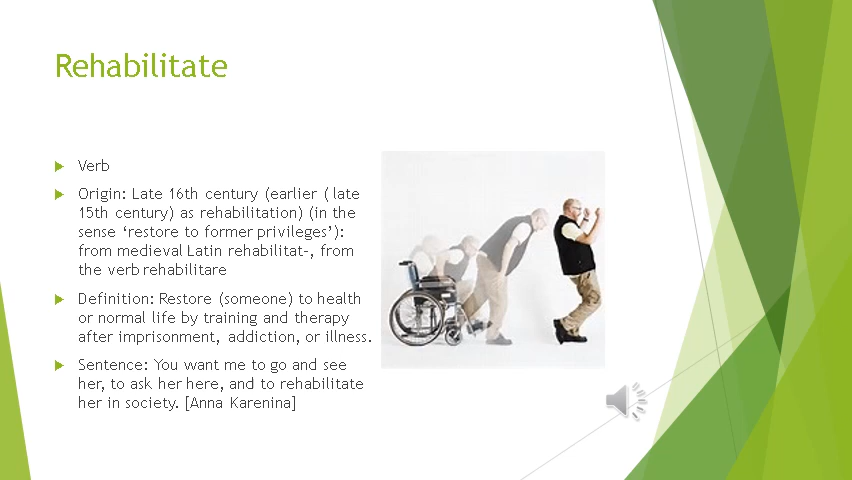 Rehabilitate
Verb
Origin: Late 16th century (earlier ( late
15th century) as rehabilitation) (in the
sense ‘restore to former privileges’):
from medieval Latin rehabilitat-, from
the verb rehabilitare
Definition: Restore (someone) to health
or normal life by training and therapy
after imprisonment, addiction, or illness.
Sentence: You want me to go and see
her, to ask her here, and to rehabilitate
her in society. [Anna Karenina]